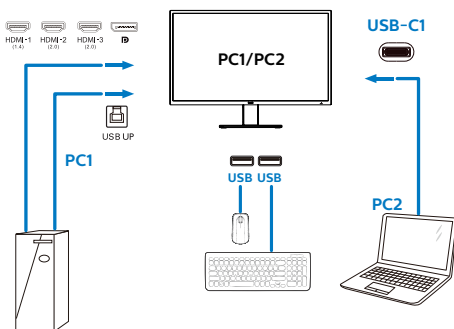 HDMI-1 HDMI-2 HDMI-3
(1.4) (2.0) (2.0)
USB-C1
PC1/PC2
USB UP
PC1
USB USB
PC2